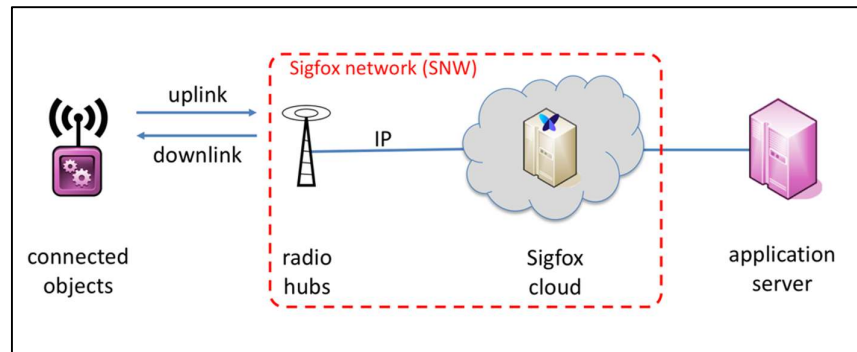 Sigfox network (SNW)
uplink
downlink
IP
connected
objects
radio
hubs
Sigfox
cloud
application
server